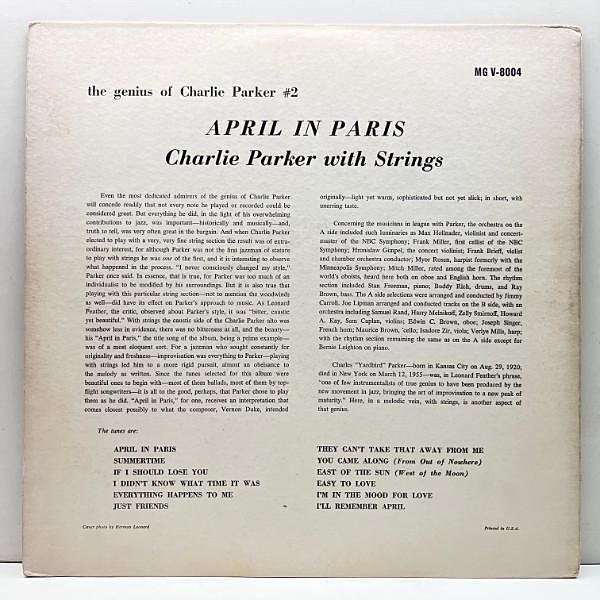 MG V-8004
the genius of Charlie Parker #2
APRIL IN PARIS
Charlie Parker with Strings
Even the most dedicated admirers of the genius of Charlie Parker
will concede readily that not every note he played or recorded could be
considered great. But everything he did, in the light of his overwhelming
contributions to jazz, was important—historically and musically—and,
truth to tell, was very often great in the bargain. And when Charlie Parker
elected to play with a very, very fine string section the result was of extra-
ordinary interest, for although Parker was not the first jazzman of stature
to play with strings he was one of the first, and it is interesting to observe
what happened in the process. "I never consciously changed my style,"
Parker once said. In essence, that is true, for Parker was too much of an
individualist to be modified by his surroundings. But it is also true that
playing with this particular string section—not to mention the woodwinds
as well—did have its effect on Parker's approach to music. As Leonard
Feather, the critic, observed about Parker's style, it was "bitter, caustic
yet beautiful." With strings the caustic side of the Charlie Parker alto was
somehow less in evidence, there was no bitterness at all, and the beauty—
his "April in Paris," the title song of the album, being a prime example—
was of a most eloquent sort. For a jazzman who sought constantly for
originality and freshness—improvisation was everything to Parker—playing
with strings led him to a more rigid pursuit, almost an obeisance to
the melody as written. Since the tunes selected for this album were
beautiful ones to begin with—most of them ballads, most of them by top-
flight songwriters—it is all to the good, perhaps, that Parker chose to play
them as he did. "April in Paris," for one, receives an interpretation that
comes closest possibly to what the composer, Vernon Duke, intended
originally—light yet warm, sophisticated but not yet slick; in short, with
unerring taste.
Concerning the musicians in league with Parker, the orchestra on the
A side included such luminaries as Max Hollander, violinist and concert-
master of the NBC Symphony; Frank Miller, first cellist of the NBC
Symphony; Bronislaw Gimpel, the concert violinist; Frank Brieff, violist
and chamber orchestra conductor; Myor Rosen, harpist formerly with the
Minneapolis Symphony; Mitch Miller, rated among the foremost of the
world's oboists, heard here both on oboe and English horn. The rhythm
section included Stan Freeman, piano; Buddy Rich, drums, and Ray
Brown, bass. The A side selections were arranged and conducted by Jimmy
Carroll. Joe Lipman arranged and conducted tracks on the B side, with an
orchestra including Samuel Rand, Harry Melnikoff, Zelly Smirnoff, Howard
A. Kay, Sam Caplan, violins; Edwin C. Brown, oboe; Joseph Singer,
French horn; Maurice Brown, cello; Isadore Zir, viola; Verlye Mills, harp;
with the rhythm section remaining the same as on the A side except for
Bernie Leighton on piano.
Charles "Yardbird" Parker—born in Kansas City on Aug. 29, 1920;
died in New York on March 12, 1955—was, in Leonard Feather's phrase,
"one of few instrumentalists of true genius to have been produced by the
new movement in jazz, bringing the art of improvisation to a new peak of
maturity." Here, in a melodic vein, with strings, is another aspect of
that genius.
The tunes are:
APRIL IN PARIS
SUMMERTIME
IF I SHOULD LOSE YOU
I DIDN'T KNOW WHAT TIME IT WAS
EVERYTHING HAPPENS TO ME
JUST FRIENDS
THEY CAN'T TAKE THAT AWAY FROM ME
YOU CAME ALONG (From Out of Nowhere)
EAST OF THE SUN (West of the Moon)
EASY TO LOVE
I'M IN THE MOOD FOR LOVE
I'LL REMEMBER APRIL
Cover photo by Herman Leonard
Printed in U.S.A.